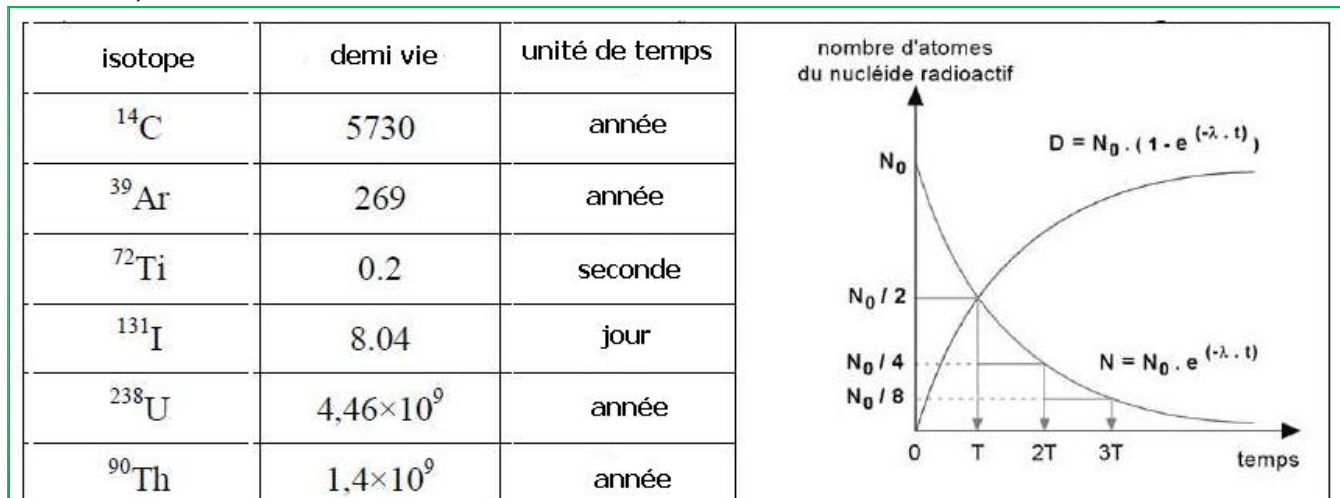 isotope demi vie unité de temps
¹⁴C 5730 année
³⁹Ar 269 année
⁷²Ti 0.2 seconde
¹³¹I 8.04 jour
²³⁸U 4,46×10⁹ année
⁹⁰Th 1,4×10⁹ année
nombre d'atomes
du nucléide radioactif
D = N₀ . ( 1 - e (-λ . t) )
N₀
N₀ / 2
N₀ / 4
N = N₀ . e (-λ . t)
N₀ / 8
0 T 2T 3T temps